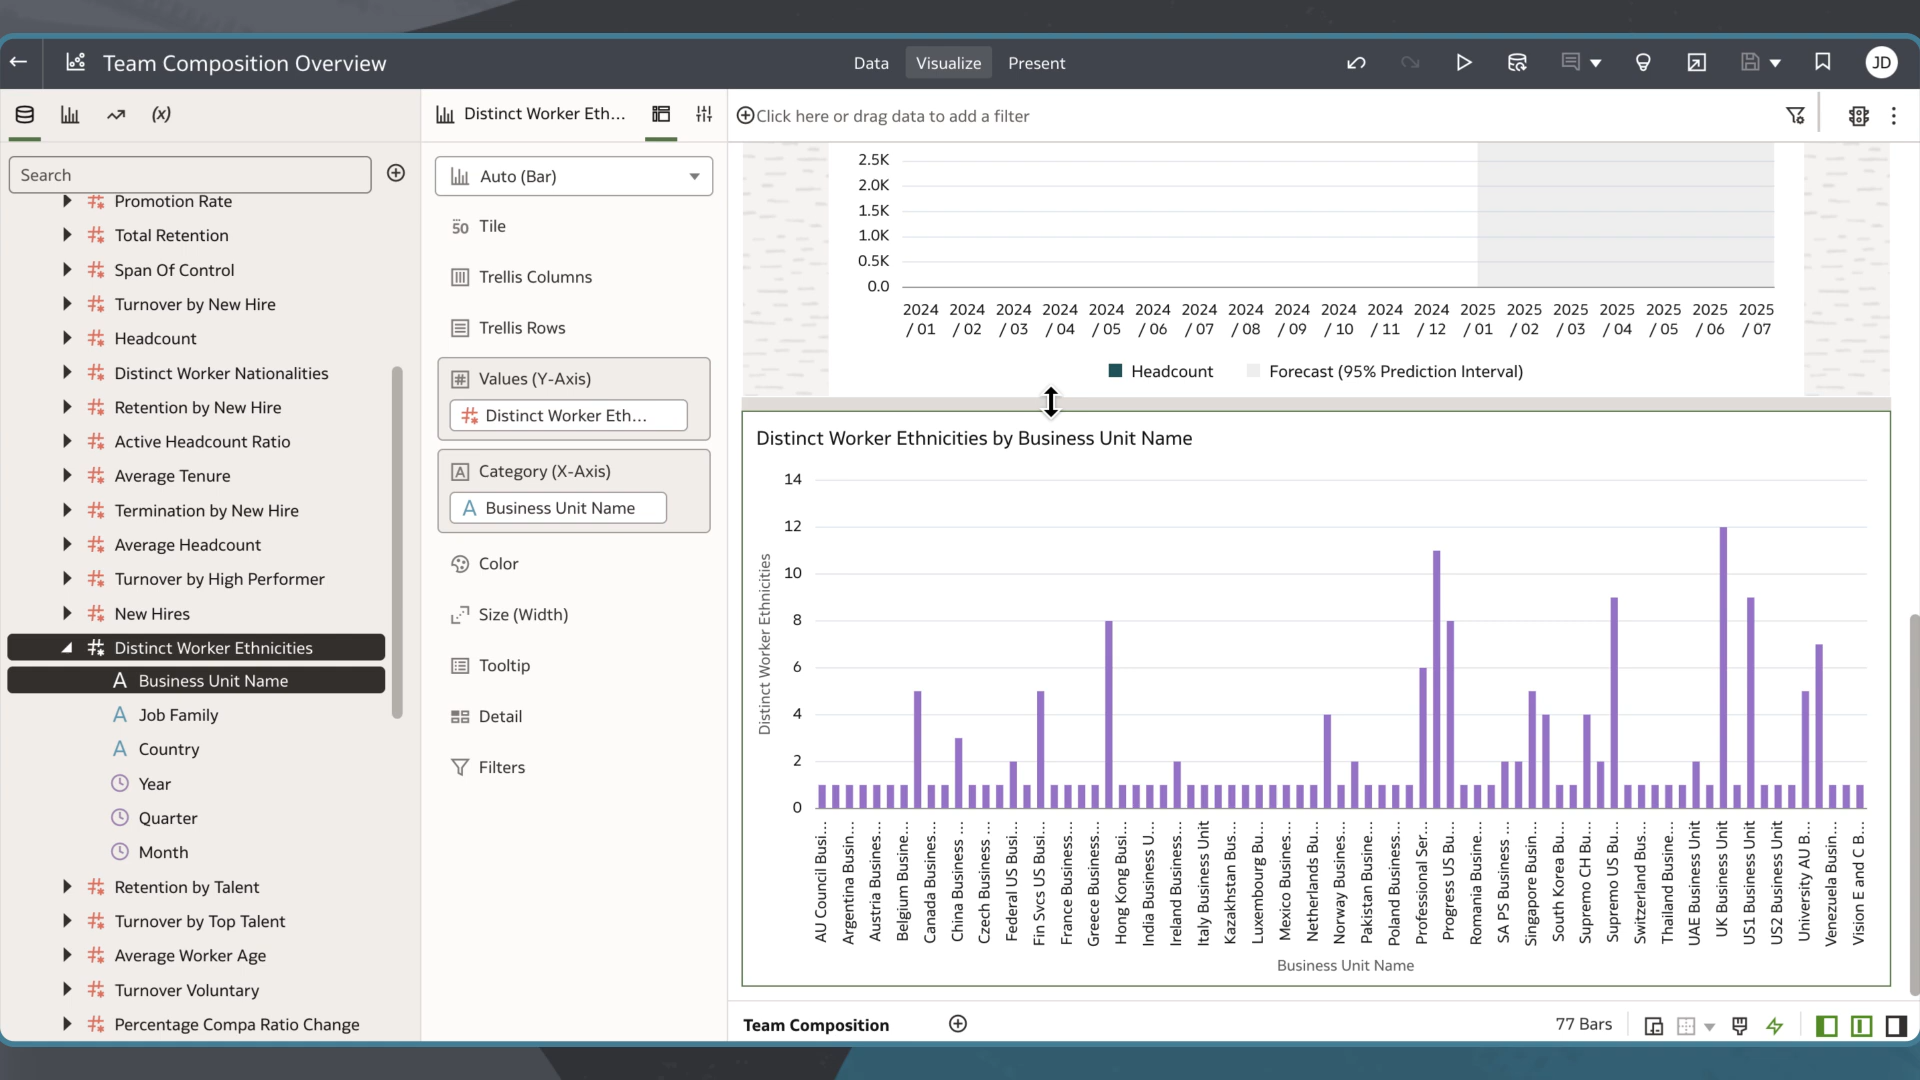 Team Composition Overview
Data
Visualize
Present
JD
(x)
Distinct Worker Eth...
Click here or drag data to add a filter
Search
Promotion Rate
Total Retention
Span Of Control
Turnover by New Hire
Headcount
Distinct Worker Nationalities
Retention by New Hire
Active Headcount Ratio
Average Tenure
Termination by New Hire
Average Headcount
Turnover by High Performer
New Hires
Distinct Worker Ethnicities
A Business Unit Name
A Job Family
A Country
Year
Quarter
Month
Retention by Talent
Turnover by Top Talent
Average Worker Age
Turnover Voluntary
Percentage Compa Ratio Change
Auto (Bar)
50 Tile
Trellis Columns
Trellis Rows
Values (Y-Axis)
Distinct Worker Eth...
A Category (X-Axis)
A Business Unit Name
Color
Size (Width)
Tooltip
Detail
Filters
2.5K
2.0K
1.5K
1.0K
0.5K
0.0
2024 2024 2024 2024 2024 2024 2024 2024 2024 2024 2024 2024 2025 2025 2025 2025 2025 2025 2025
/ 01 / 02 / 03 / 04 / 05 / 06 / 07 / 08 / 09 / 10 / 11 / 12 / 01 / 02 / 03 / 04 / 05 / 06 / 07
Headcount
Forecast (95% Prediction Interval)
Distinct Worker Ethnicities by Business Unit Name
Distinct Worker Ethnicities
14
12
10
8
6
4
2
0
AU Council Busi...
Argentina Busin...
Austria Busines...
Belgium Busine...
Canada Busines...
China Business ...
Czech Business ...
Federal US Busi...
Fin Svcs US Busi...
France Business...
Greece Business...
Hong Kong Busi...
India Business U...
Ireland Business...
Italy Business Unit
Kazakhstan Bus...
Luxembourg Bu...
Mexico Busines...
Netherlands Bu...
Norway Busines...
Pakistan Busine...
Poland Business...
Professional Ser...
Progress US Bu...
Romania Busine...
SA PS Business ...
Singapore Busin...
South Korea Bu...
Supremo CH Bu...
Supremo US Bu...
Switzerland Bus...
Thailand Busine...
UAE Business Unit
UK Business Unit
US1 Business Unit
US2 Business Unit
University AU B...
Venezuela Busin...
Vision E and C B...
Business Unit Name
Team Composition
77 Bars